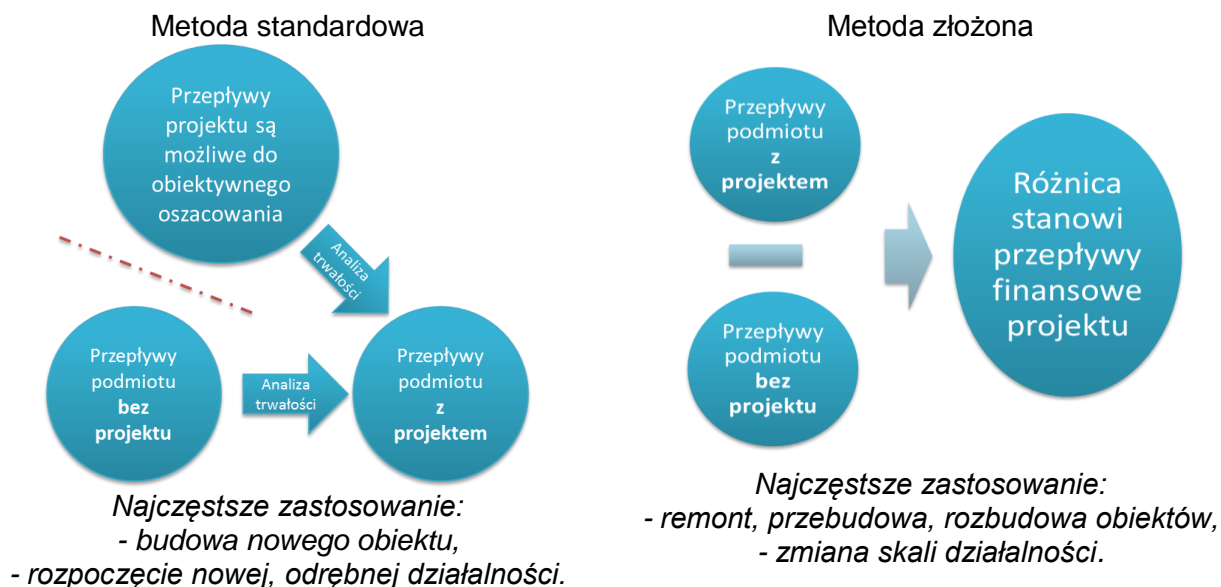 Metoda standardowa
Przepływy
projektu są
możliwe do
obiektywnego
oszacowania
Analiza
trwałości
Przepływy
podmiotu
bez
projektu
Analiza
trwałości
Przepływy
podmiotu
z
projektem
Najczęstsze zastosowanie:
- budowa nowego obiektu,
- rozpoczęcie nowej, odrębnej działalności.
Metoda złożona
Przepływy
podmiotu
z
projektem
Przepływy
podmiotu
bez
projektu
Różnica
stanowi
przepływy
finansowe
projektu
Najczęstsze zastosowanie:
- remont, przebudowa, rozbudowa obiektów,
- zmiana skali działalności.